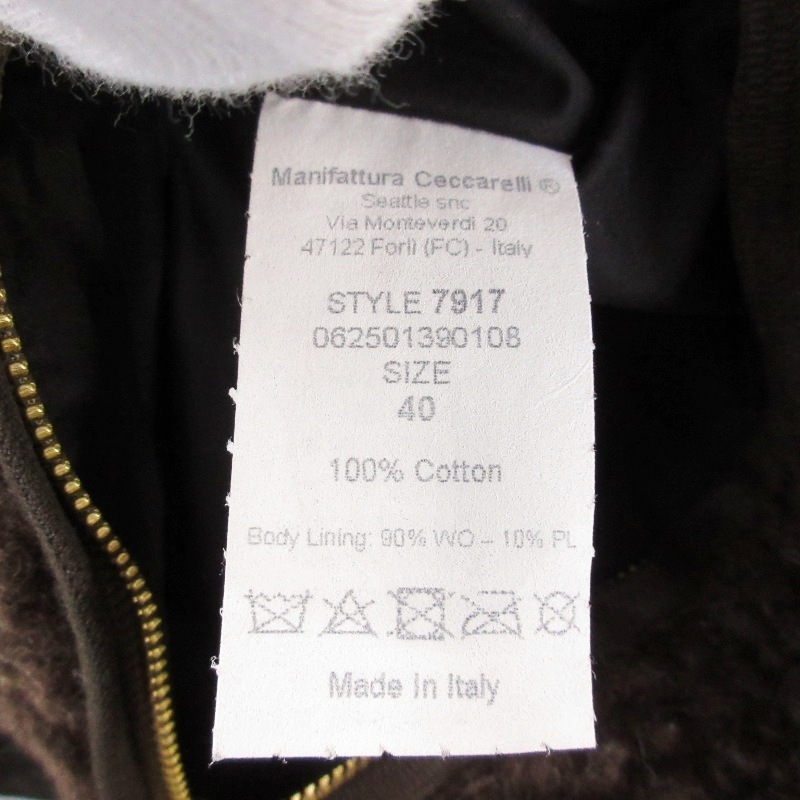 Manifattura Ceccarelli ®
Seattle snc
Via Monteverdi 20
47122 Forlì (FC) - Italy
STYLE 7917
062501390108
SIZE
40
100% Cotton
Body Lining: 90% WO – 10% PL
Made in Italy